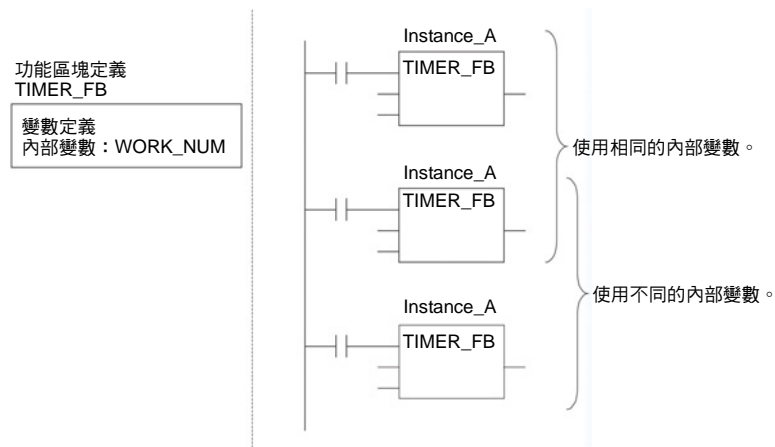 功能區塊定義
TIMER_FB
變數定義
內部變數：WORK_NUM
Instance_A
TIMER_FB
使用相同的內部變數。
Instance_A
TIMER_FB
使用不同的內部變數。
Instance_A
TIMER_FB